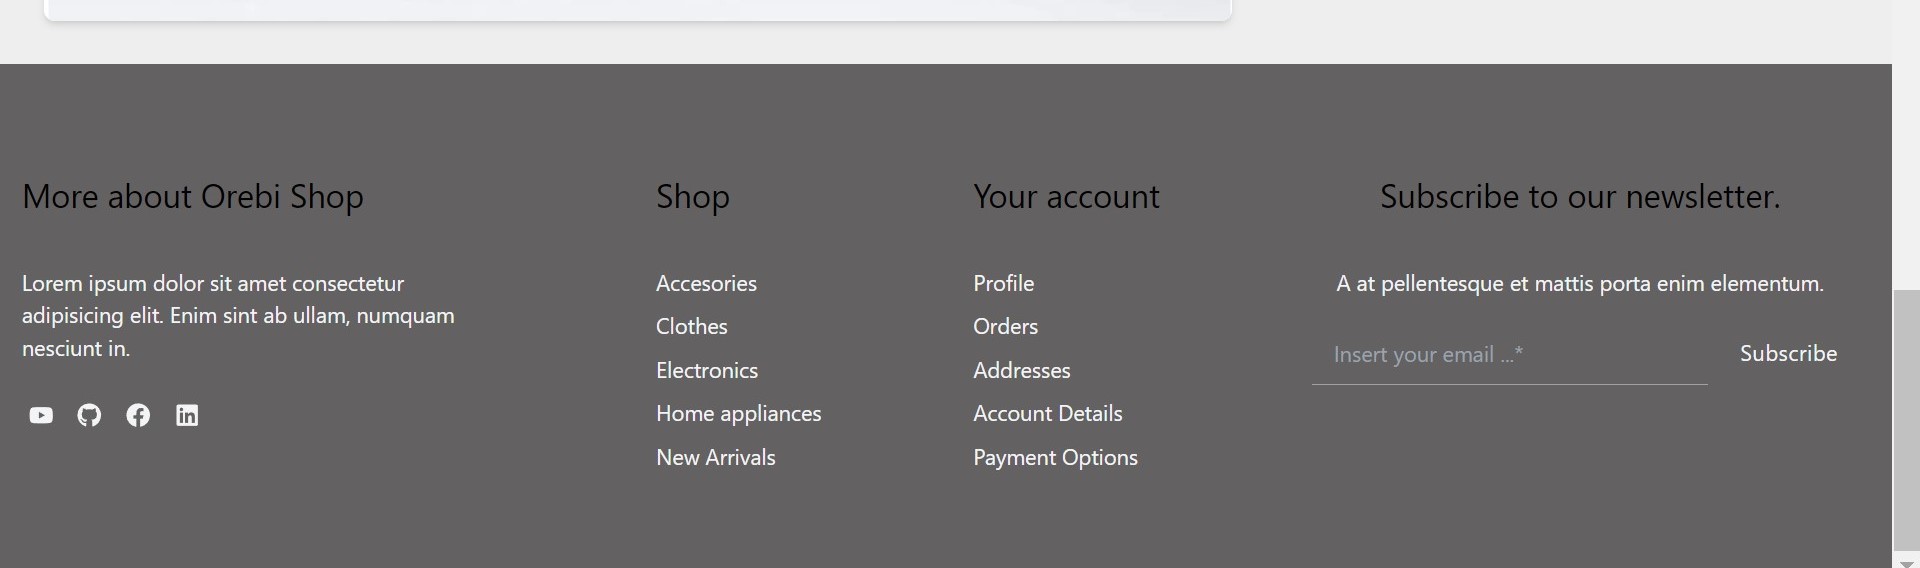 More about Orebi Shop
Lorem ipsum dolor sit amet consectetur
adipisicing elit. Enim sint ab ullam, numquam
nesciunt in.
Shop
Accesories
Clothes
Electronics
Home appliances
New Arrivals
Your account
Profile
Orders
Addresses
Account Details
Payment Options
Subscribe to our newsletter.
A at pellentesque et mattis porta enim elementum.
Insert your email ...*
Subscribe